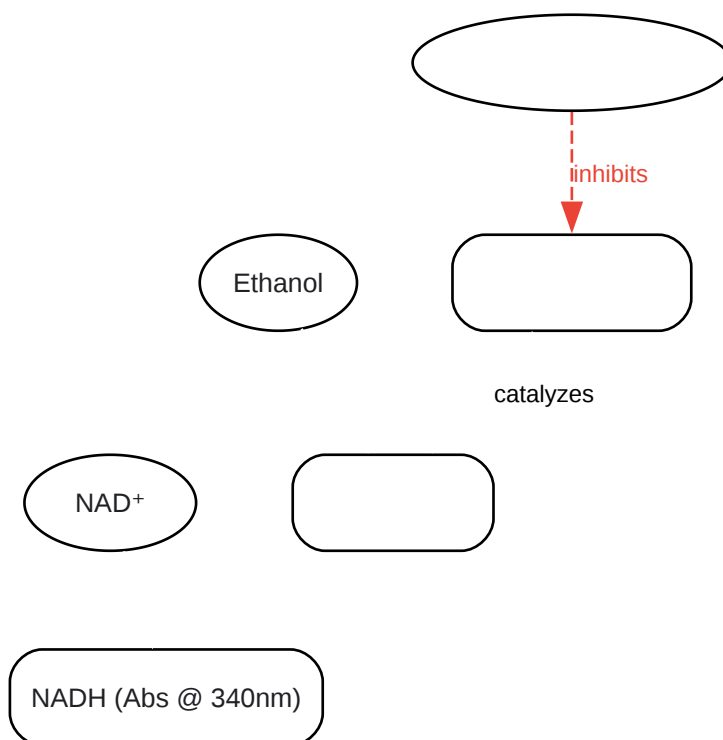 inhibits
Ethanol
catalyzes
NAD⁺
NADH (Abs @ 340nm)